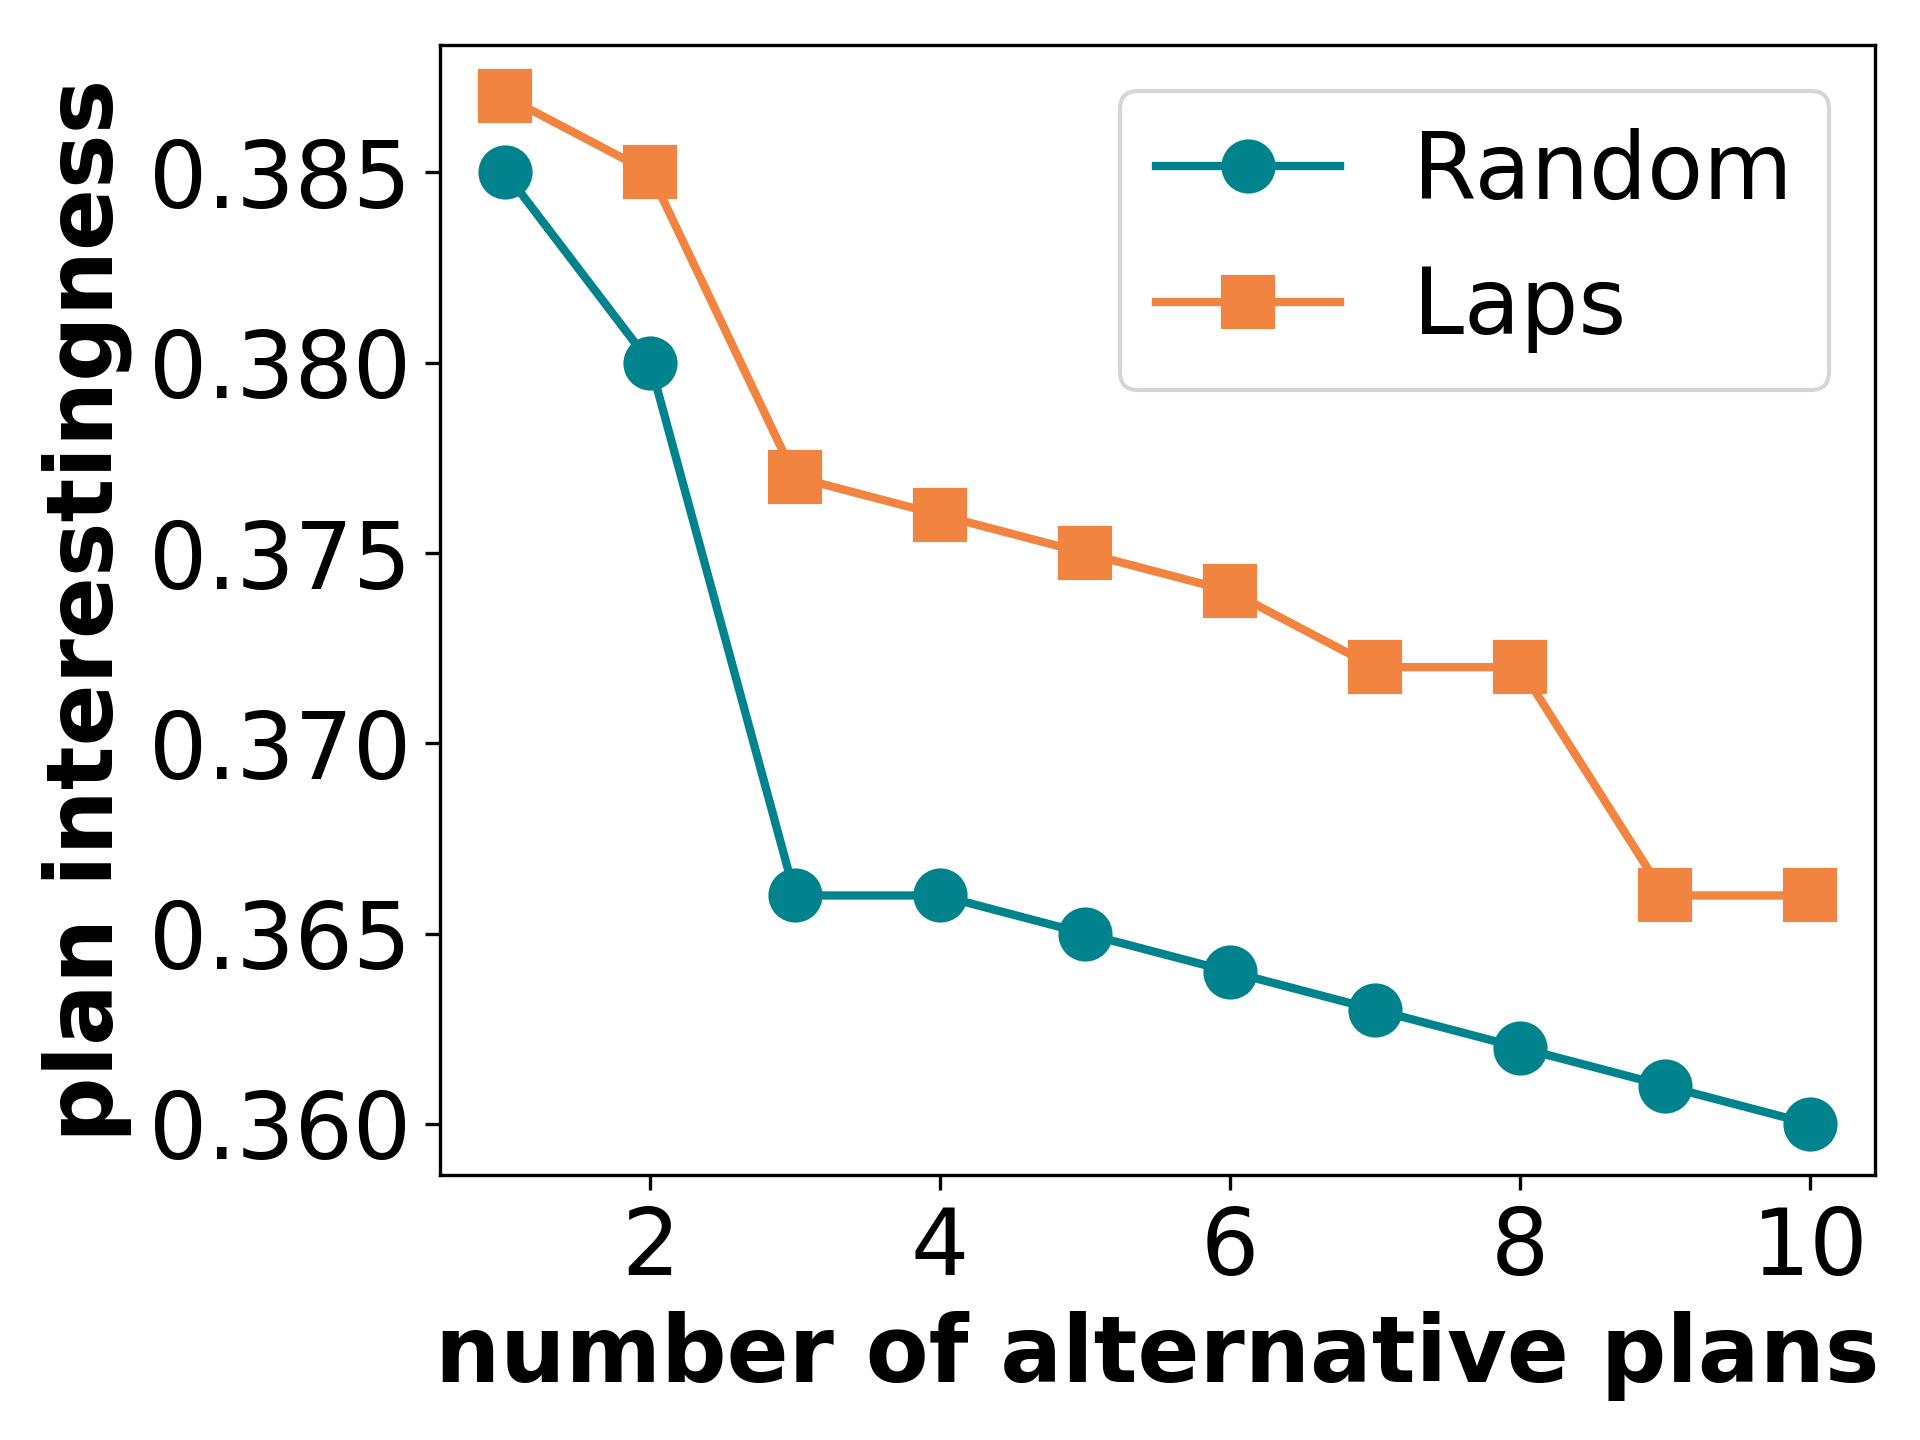 plan interestingness
0.385
0.380
0.375
0.370
0.365
0.360
Random
Laps
2 4 6 8 10
number of alternative plans